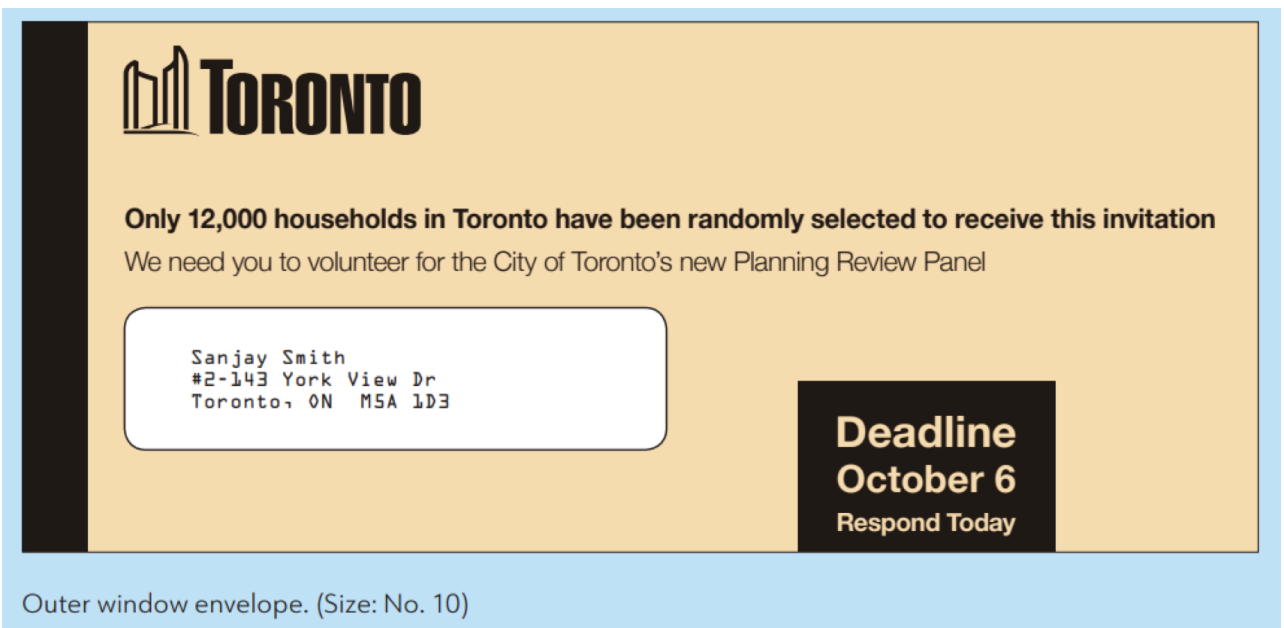 TORONTO
Only 12,000 households in Toronto have been randomly selected to receive this invitation
We need you to volunteer for the City of Toronto's new Planning Review Panel
Sanjay Smith
#2-143 York View Dr
Toronto, ON  M5A 1D3
Deadline
October 6
Respond Today
Outer window envelope. (Size: No. 10)